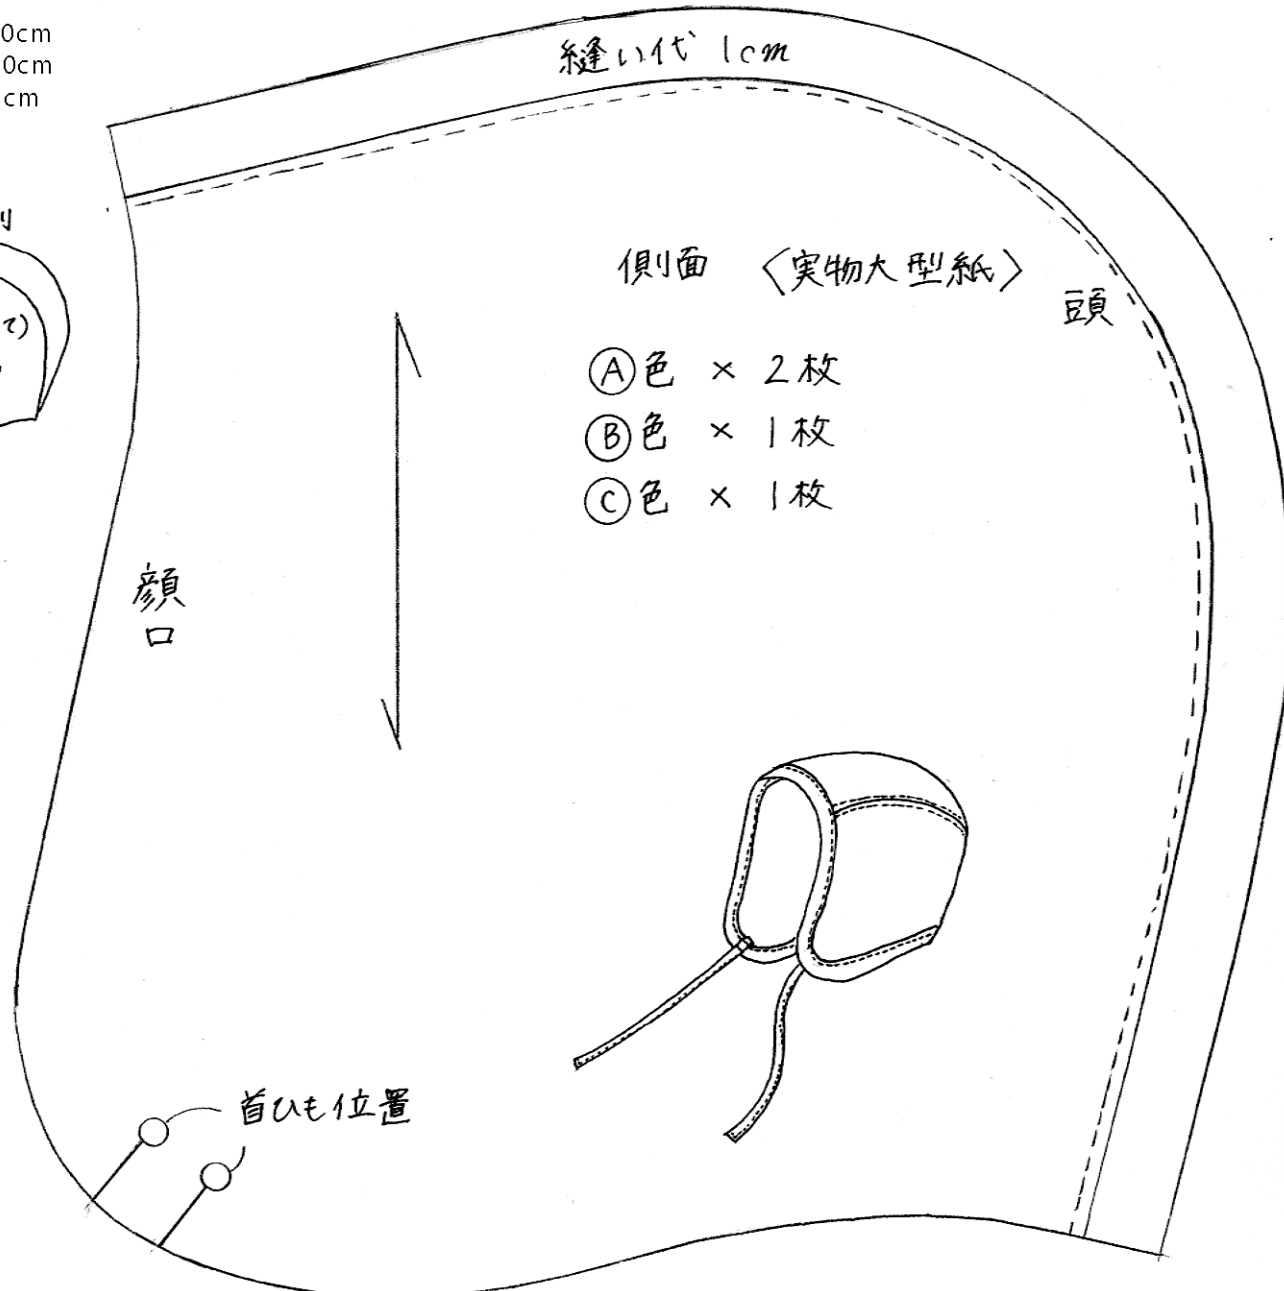 0cm
0cm
cm
縫い代 1cm
側面 〈実物大型紙〉
頭
Ⓐ色 × 2枚
Ⓑ色 × 1枚
Ⓒ色 × 1枚
て)
顔口
首ひも位置